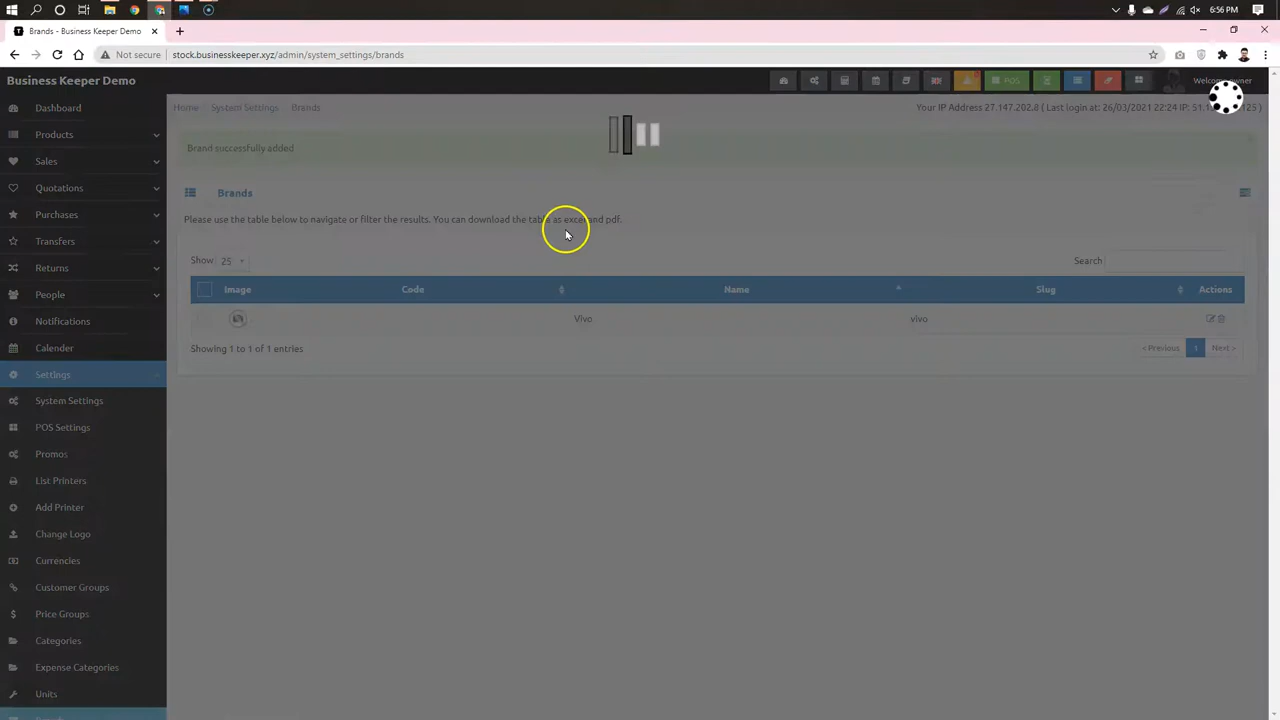 6:56 PM
Brands - Business Keeper Demo
Not secure stock.businesskeeper.xyz/admin/system_settings/brands
Business Keeper Demo
POS
Welcome owner
Home System Settings Brands
Your IP Address 27.147.202.8 ( Last login at: 26/03/2021 22:24 IP:
Brand successfully added
Brands
Please use the table below to navigate or filter the results. You can download the table as excel and pdf.
Show 25
Search
Image Code Name Slug Actions
Vivo vivo
Showing 1 to 1 of 1 entries
< Previous 1 Next >
Dashboard
Products
Sales
Quotations
Purchases
Transfers
Returns
People
Notifications
Calender
Settings
System Settings
POS Settings
Promos
List Printers
Add Printer
Change Logo
Currencies
Customer Groups
Price Groups
Categories
Expense Categories
Units